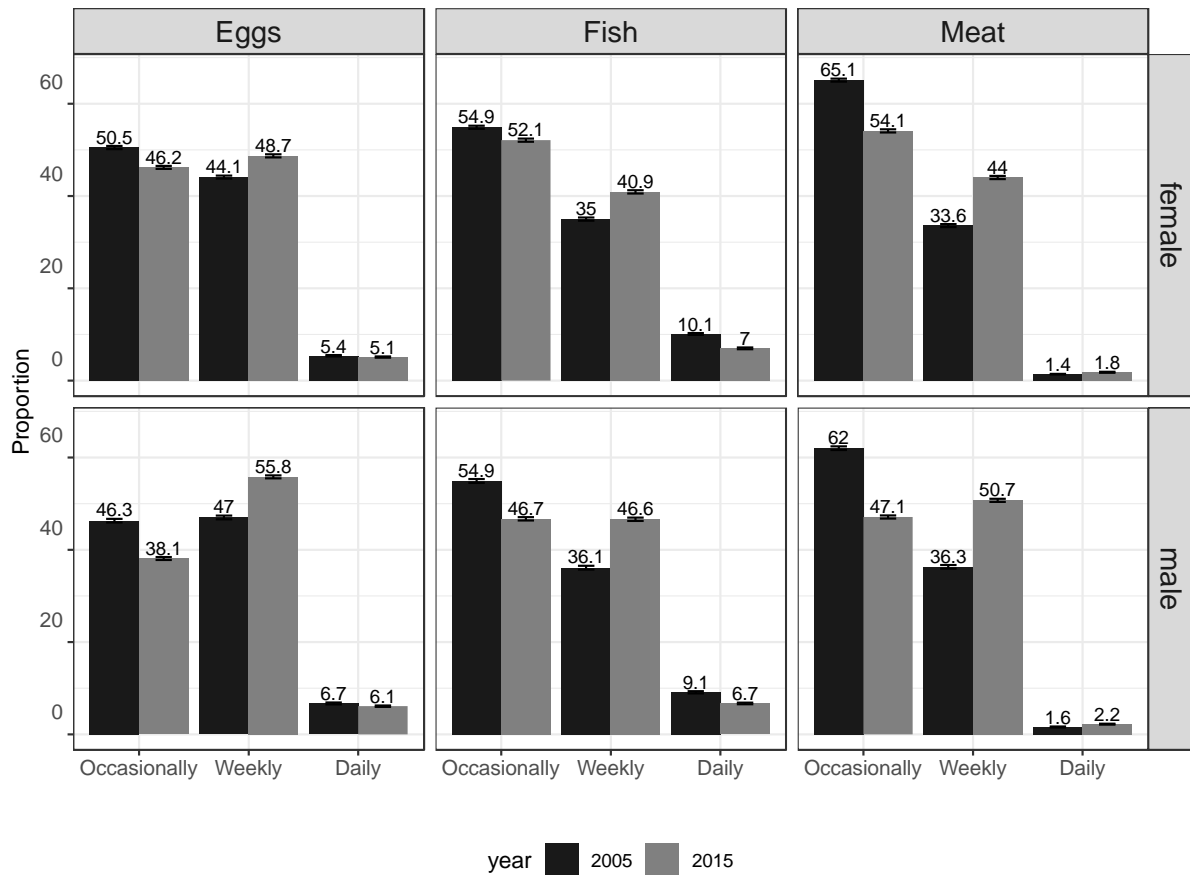 Eggs Fish Meat
60 40 20 0
50.5 46.2 44.1 48.7 5.4 5.1
54.9 52.1 35 40.9 10.1 7
65.1 54.1 33.6 44 1.4 1.8
female
Proportion
60 40 20 0
46.3 38.1 47 55.8 6.7 6.1
54.9 46.7 36.1 46.6 9.1 6.7
62 47.1 36.3 50.7 1.6 2.2
male
Occasionally Weekly Daily Occasionally Weekly Daily Occasionally Weekly Daily
year 2005 2015